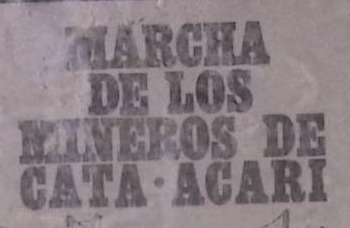 MARCHA
DE LOS
MINEROS DE
CATA·ACARI